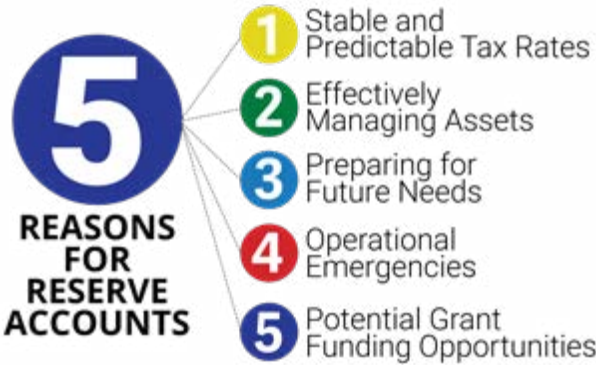 5
REASONS
FOR
RESERVE
ACCOUNTS
1
Stable and
Predictable Tax Rates
2
Effectively
Managing Assets
3
Preparing for
Future Needs
4
Operational
Emergencies
5
Potential Grant
Funding Opportunities